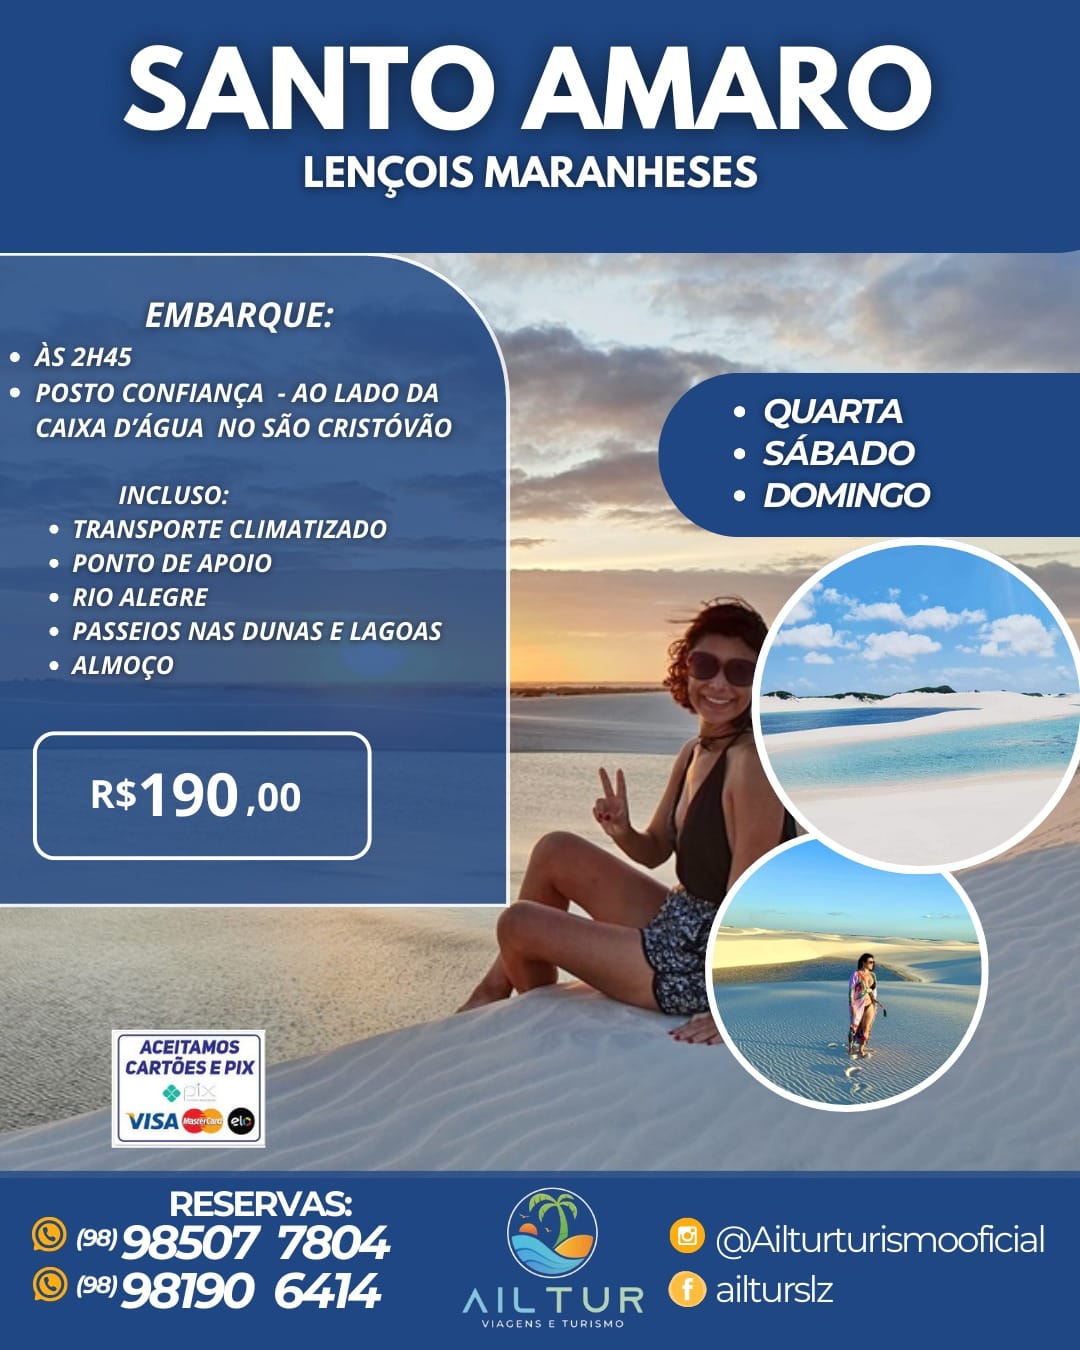 SANTO AMARO
LENÇOIS MARANHESES
EMBARQUE:
• ÀS 2H45
• POSTO CONFIANÇA - AO LADO DA
CAIXA D’ÁGUA NO SÃO CRISTÓVÃO
INCLUSO:
• TRANSPORTE CLIMATIZADO
• PONTO DE APOIO
• RIO ALEGRE
• PASSEIOS NAS DUNAS E LAGOAS
• ALMOÇO
R$190,00
• QUARTA
• SÁBADO
• DOMINGO
ACEITAMOS
CARTÕES E PIX
pix
VISA MasterCard elo
RESERVAS:
(98) 98507 7804
(98) 98190 6414
AILTUR
VIAGENS E TURISMO
@Ailturturismooficial
ailturslz